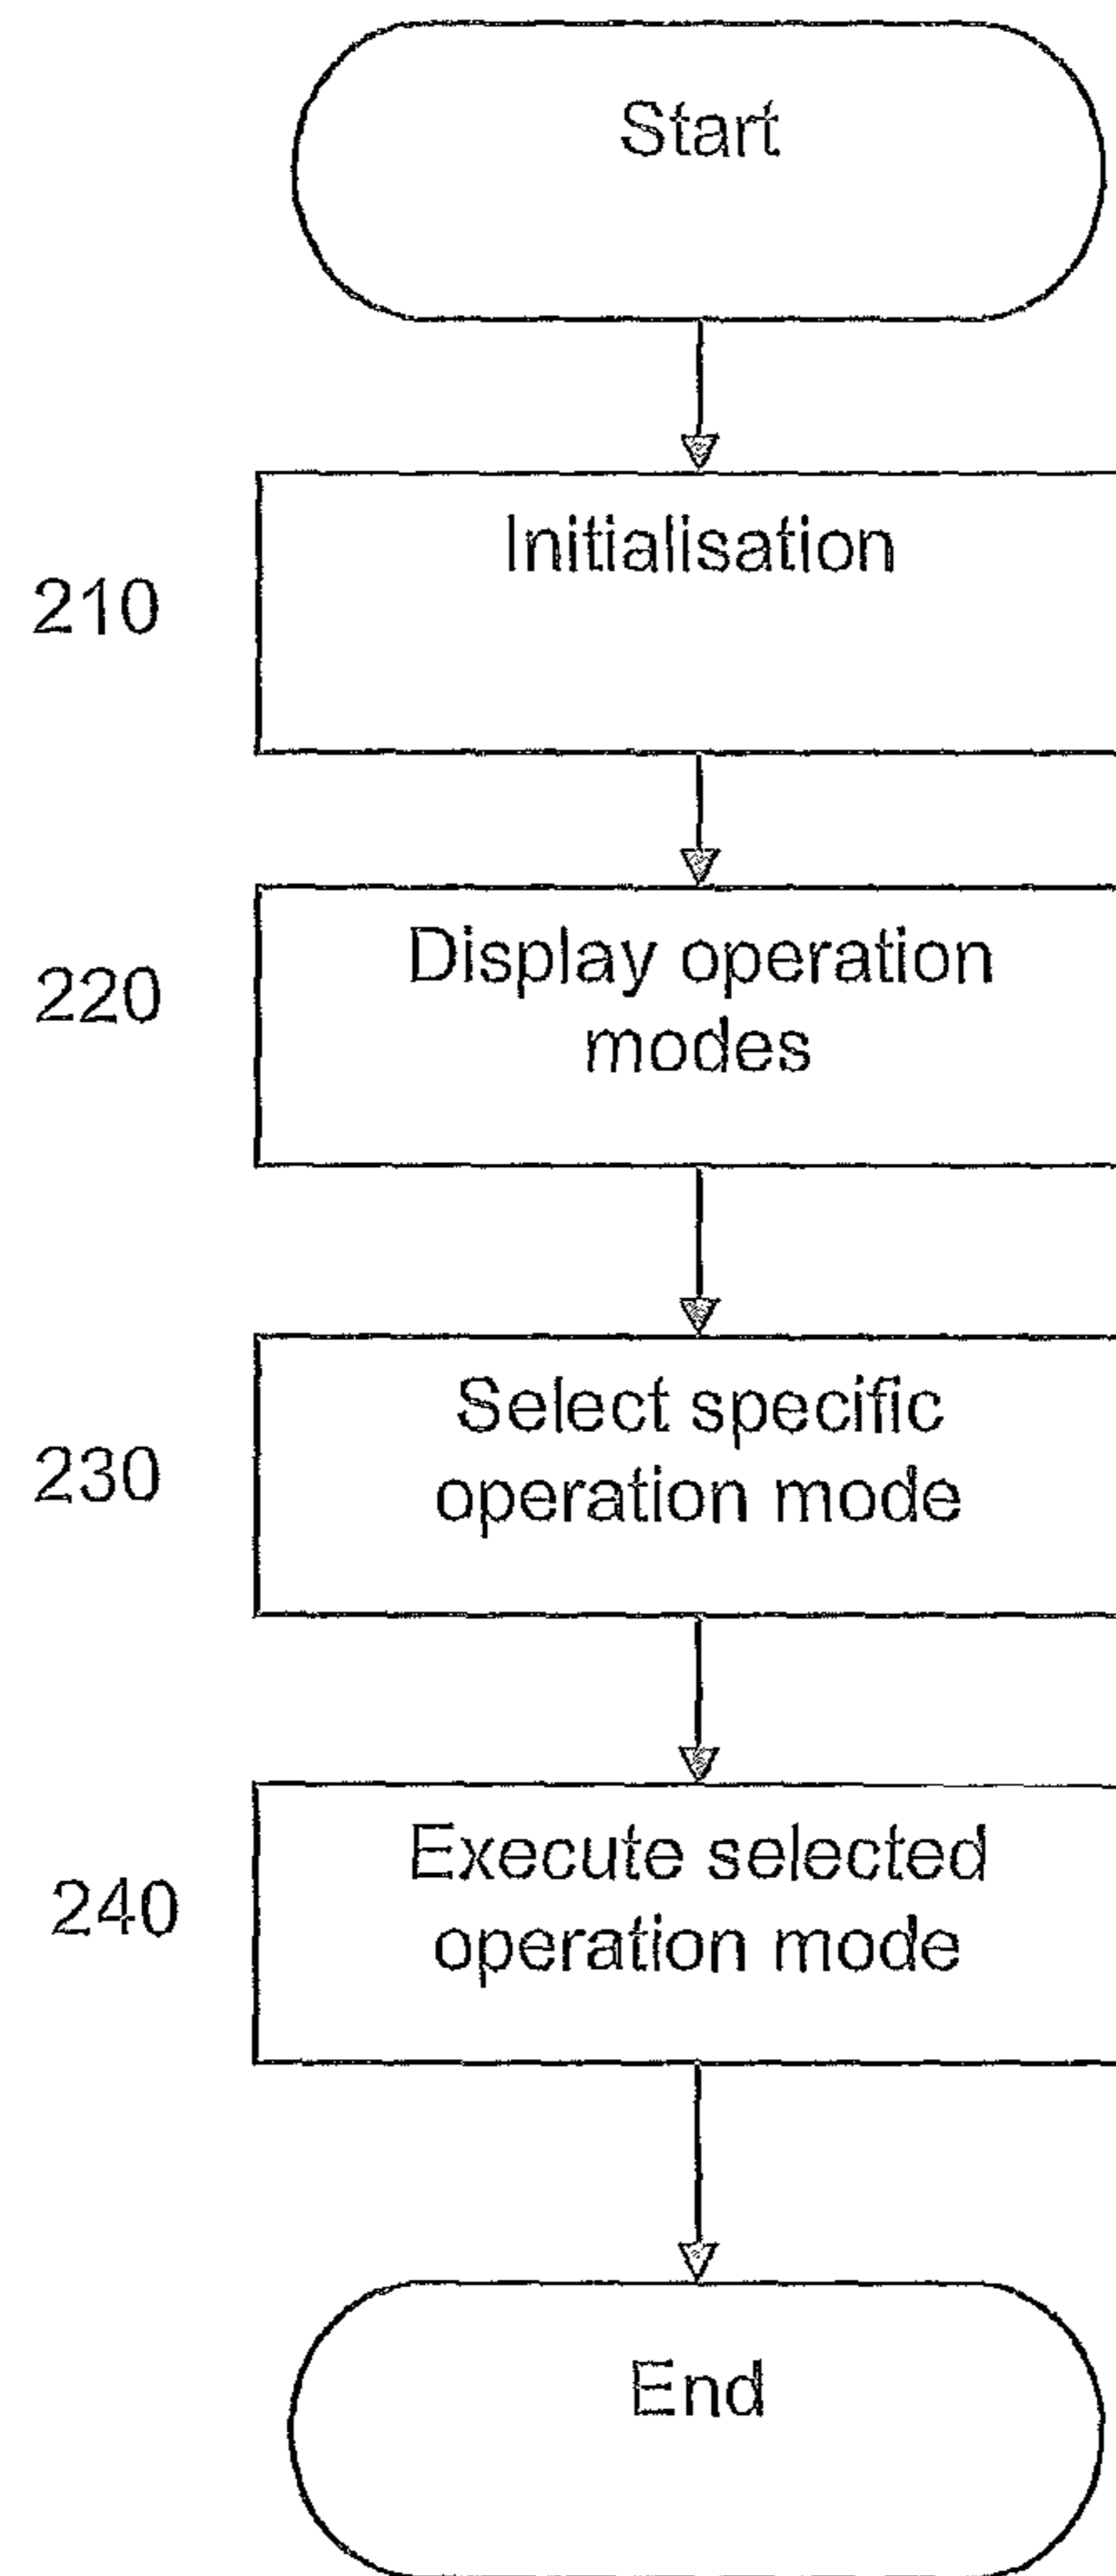 Start
210
Initialisation
220
Display operation
modes
230
Select specific
operation mode
240
Execute selected
operation mode
End